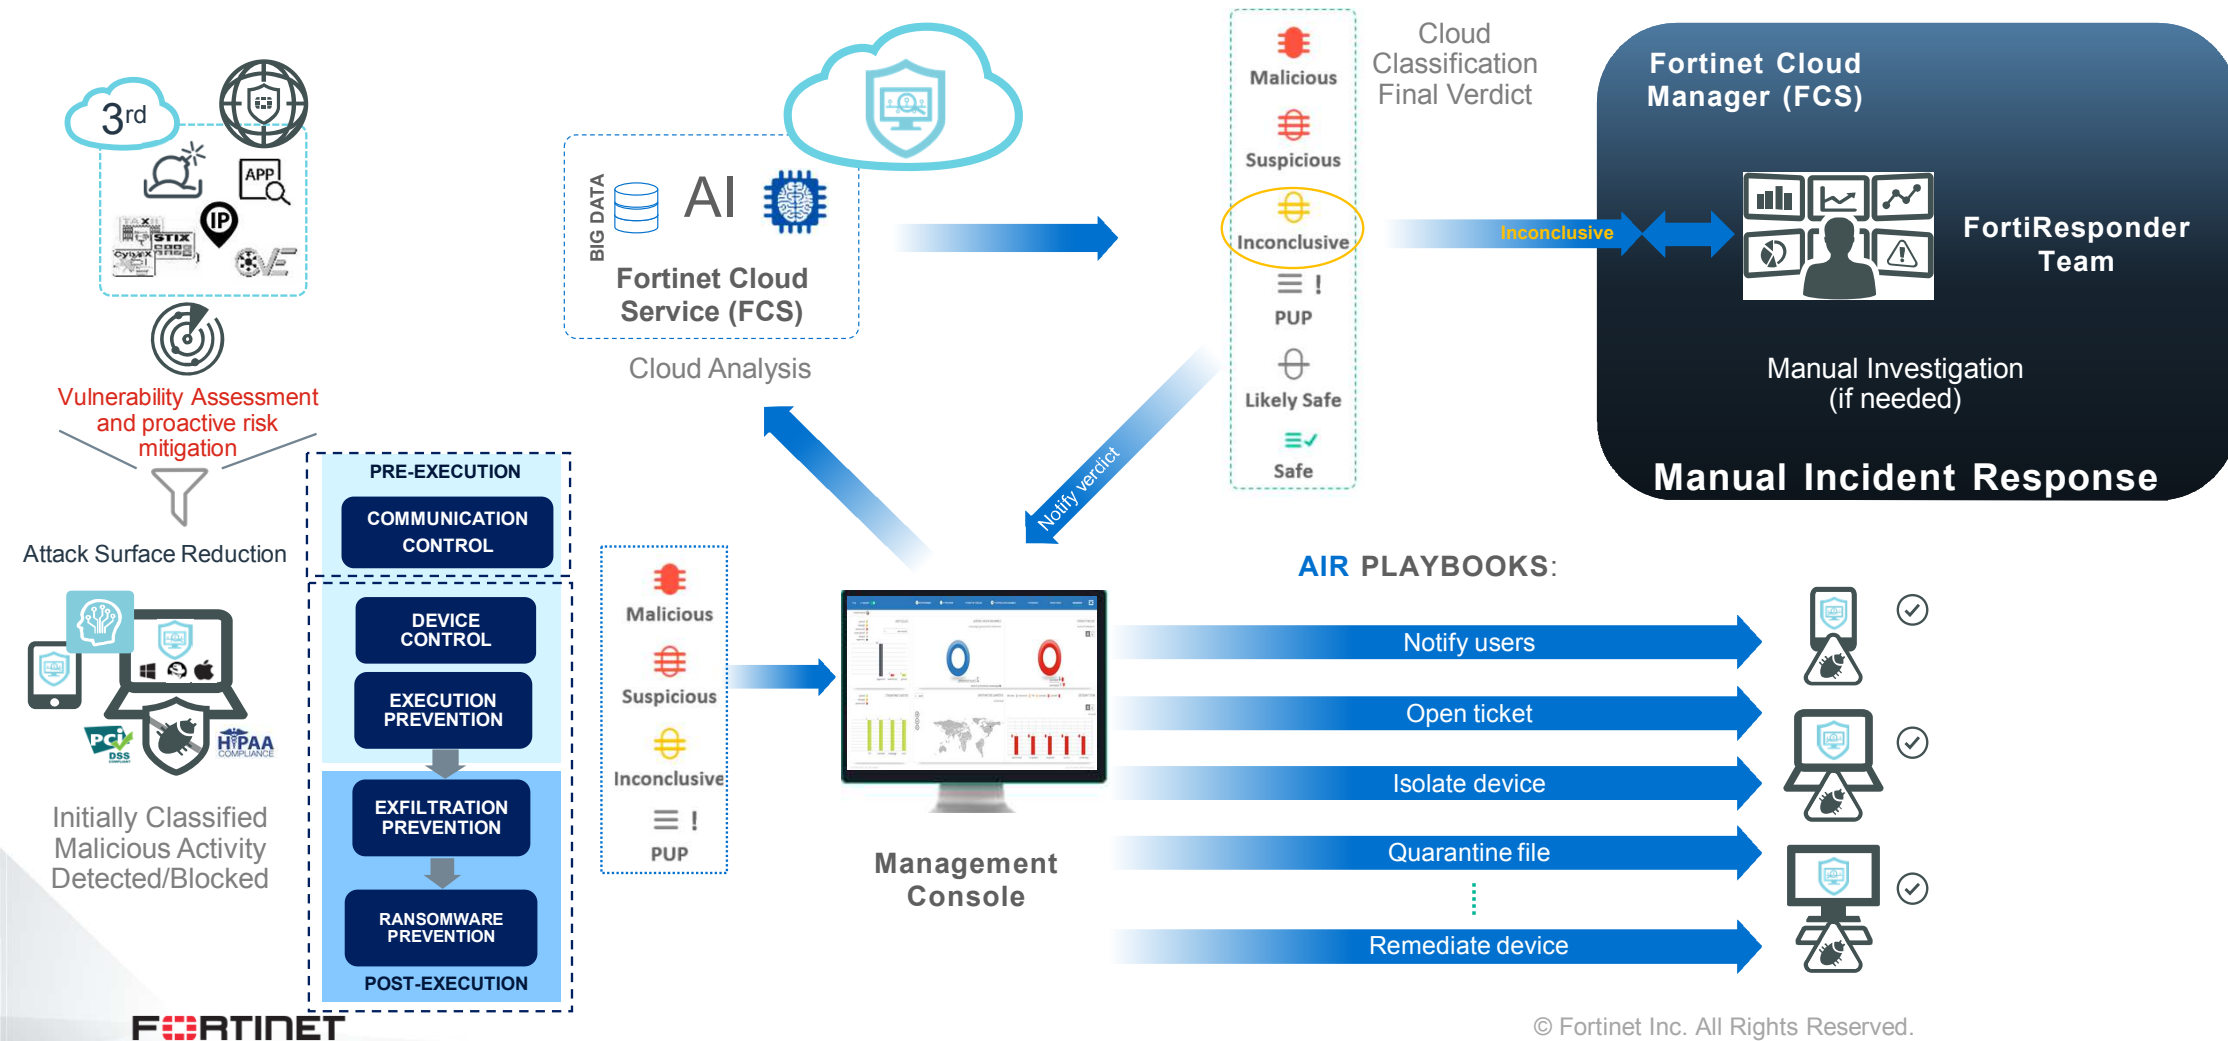 3rd
APP
IP
TAXII
STIX
CybOX
CVE
Vulnerability Assessment
and proactive risk
mitigation
Attack Surface Reduction
PCI
DSS
COMPLIANT
HIPAA
COMPLIANCE
Initially Classified
Malicious Activity
Detected/Blocked
PRE-EXECUTION
COMMUNICATION
CONTROL
DEVICE
CONTROL
EXECUTION
PREVENTION
EXFILTRATION
PREVENTION
RANSOMWARE
PREVENTION
POST-EXECUTION
Malicious
Suspicious
Inconclusive
!
PUP
BIG DATA
AI
Fortinet Cloud
Service (FCS)
Cloud Analysis
Management
Console
Notify verdict
Malicious
Suspicious
Inconclusive
!
PUP
Likely Safe
Safe
Cloud
Classification
Final Verdict
Inconclusive
Fortinet Cloud
Manager (FCS)
FortiResponder
Team
Manual Investigation
(if needed)
Manual Incident Response
AIR PLAYBOOKS:
Notify users
Open ticket
Isolate device
Quarantine file
Remediate device
FORTINET
© Fortinet Inc. All Rights Reserved.